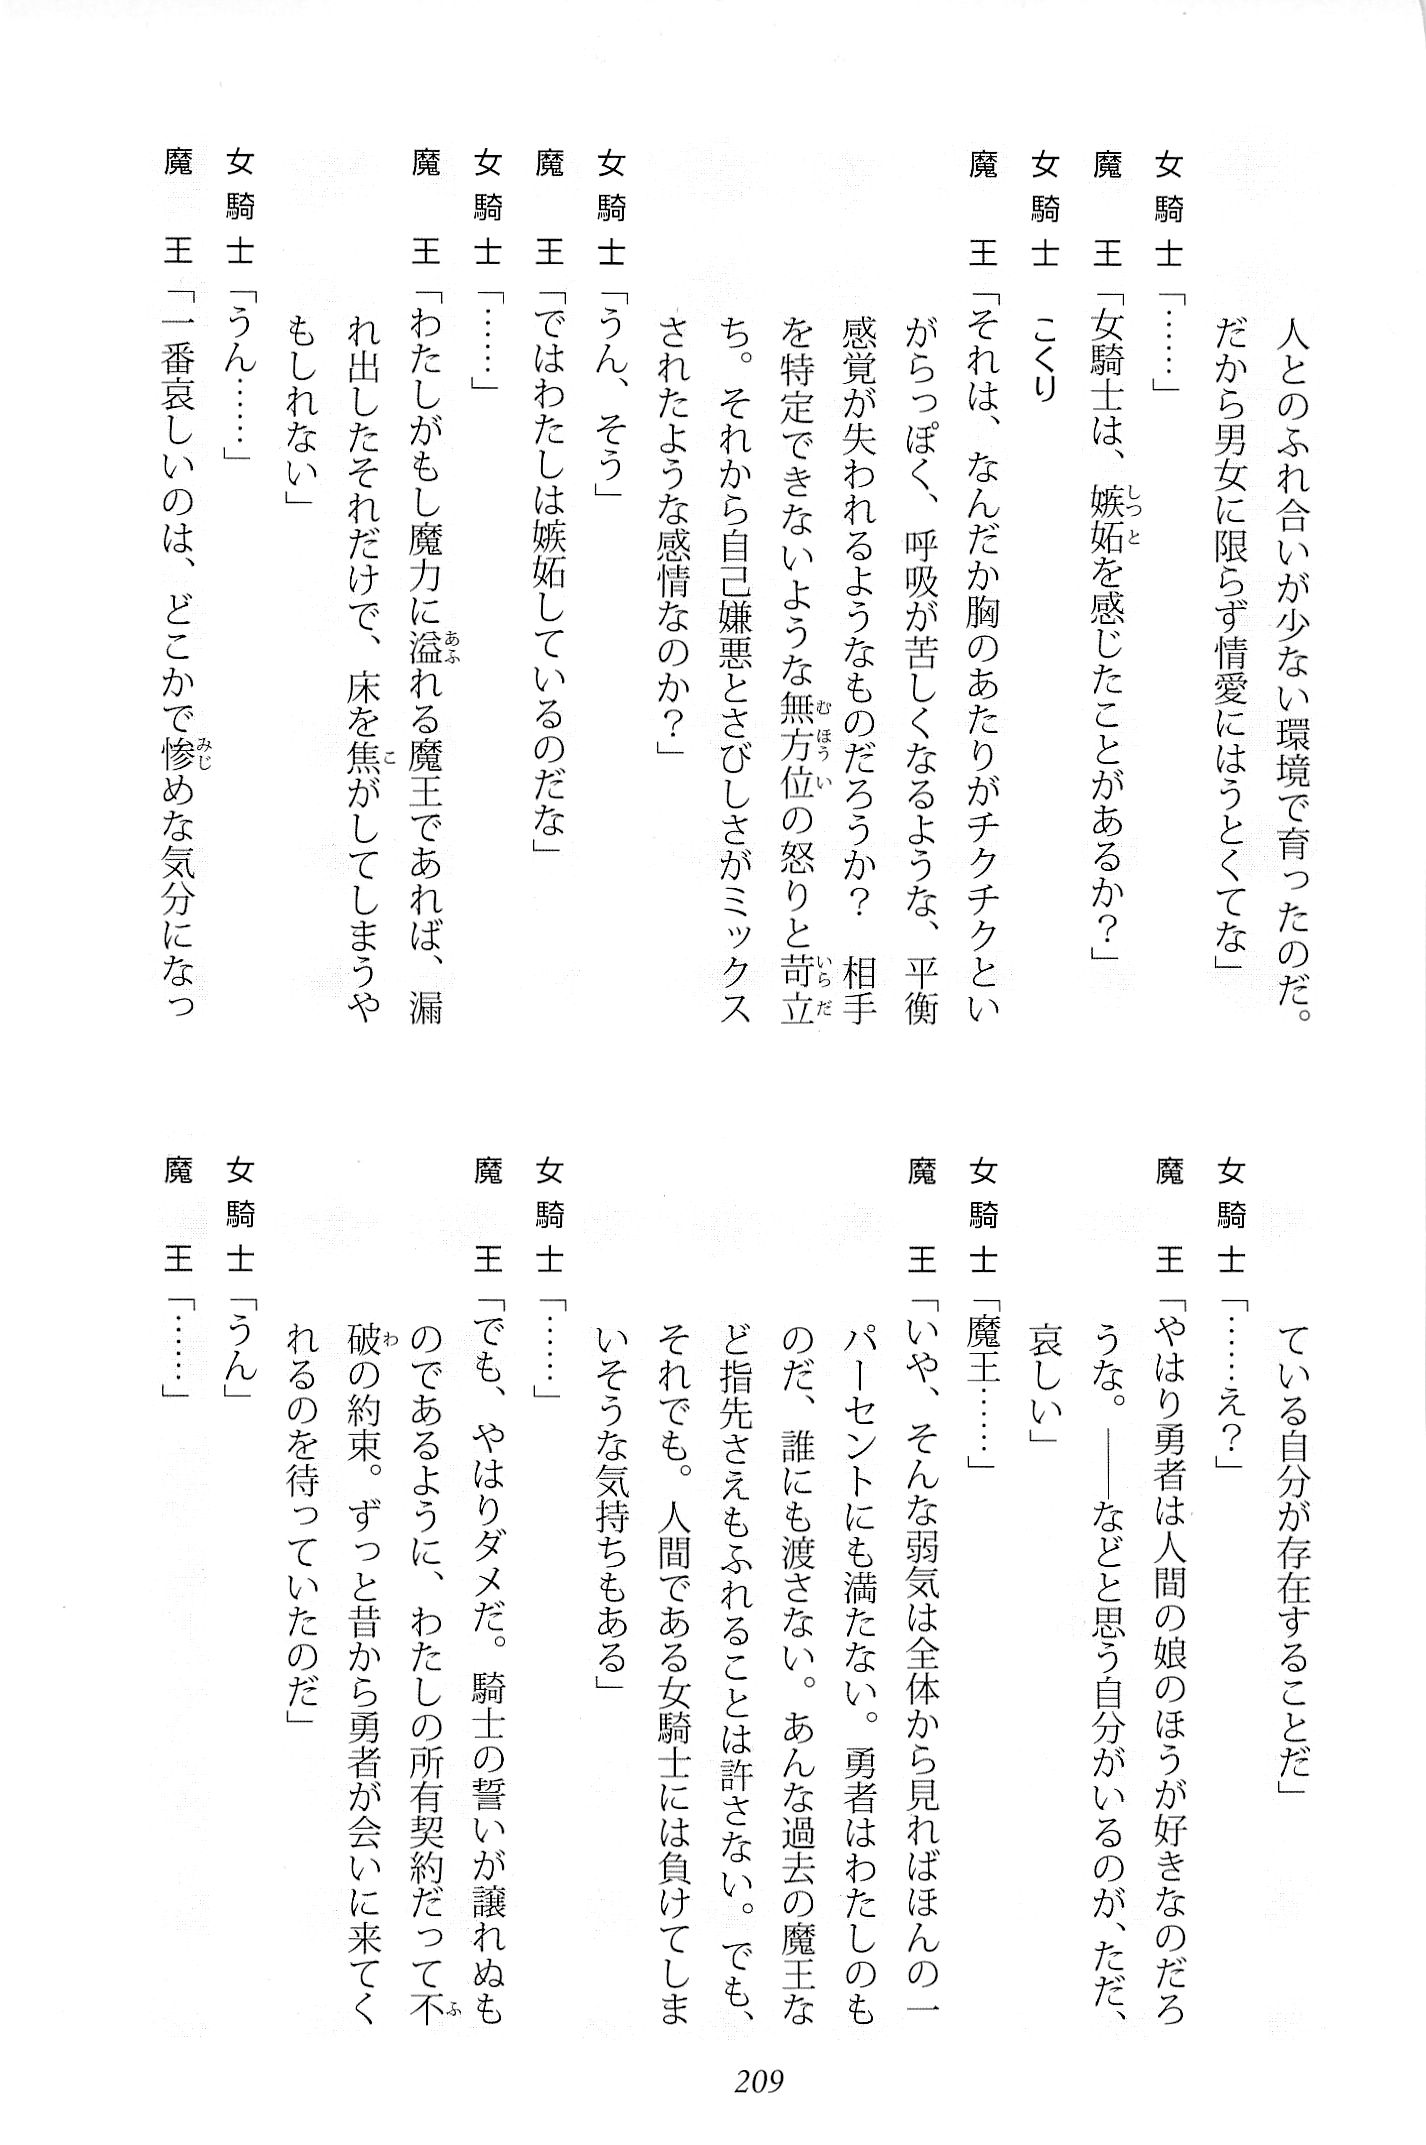 人とのふれ合いが少ない環境で育ったのだ。
だから男女に限らず情愛にはうとくてな」
女騎士「……」
魔　王「女騎士は、嫉妬を感じたことがあるか？」
女騎士　こくり
魔　王「それは、なんだか胸のあたりがチクチクとい
がらっぽく、呼吸が苦しくなるような、平衡
感覚が失われるようなものだろうか？　相手
を特定できないような無方位の怒りと苛立
ち。それから自己嫌悪とさびしさがミックス
されたような感情なのか？」
女騎士「うん、そう」
魔　王「ではわたしは嫉妬しているのだな」
女騎士「……」
魔　王「わたしがもし魔力に溢れる魔王であれば、漏
れ出したそれだけで、床を焦がしてしまうや
もしれない」
女騎士「うん……」
魔　王「一番哀しいのは、どこかで惨めな気分になっ
ている自分が存在することだ」
女騎士「……え？」
魔　王「やはり勇者は人間の娘のほうが好きなのだろ
うな。――などと思う自分がいるのが、ただ、
哀しい」
女騎士「魔王……」
魔　王「いや、そんな弱気は全体から見ればほんの一
パーセントにも満たない。勇者はわたしのも
のだ、誰にも渡さない。あんな過去の魔王な
ど指先さえもふれることは許さない。でも、
それでも。人間である女騎士には負けてしま
いそうな気持ちもある」
女騎士「……」
魔　王「でも、やはりダメだ。騎士の誓いが譲れぬも
のであるように、わたしの所有契約だって不
破の約束。ずっと昔から勇者が会いに来てく
れるのを待っていたのだ」
女騎士「うん」
魔　王「……」
209